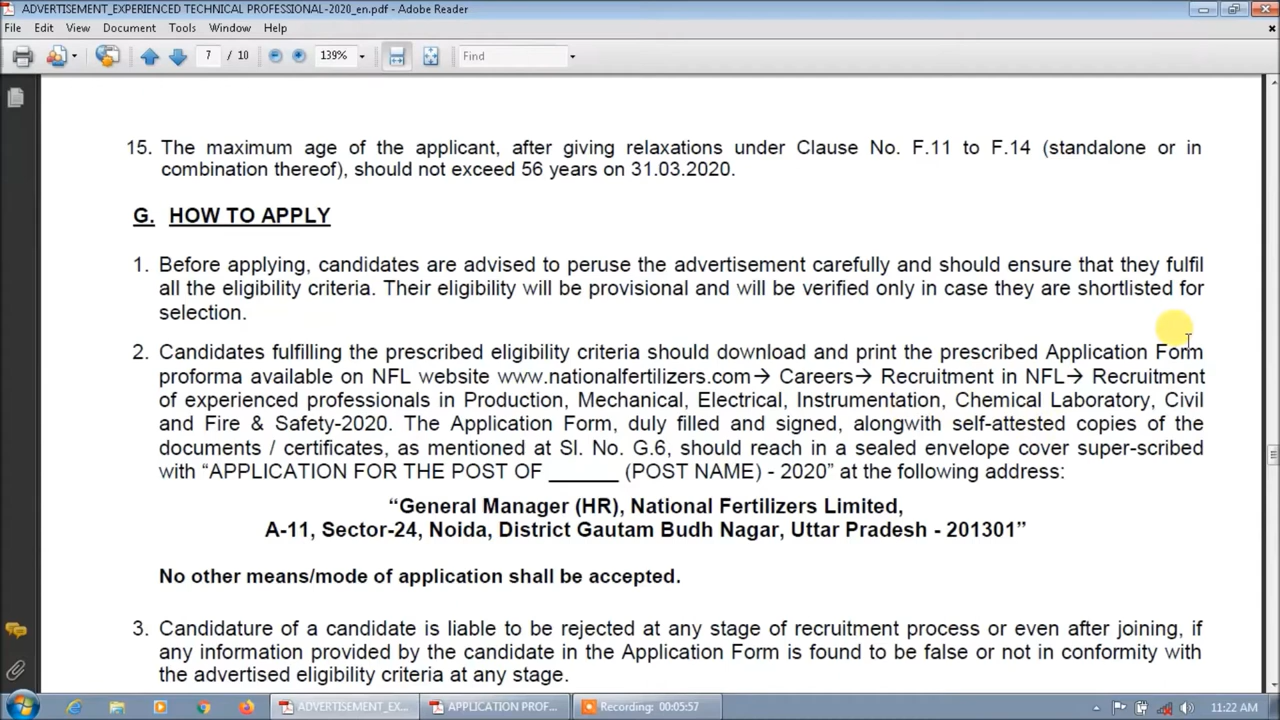 ADVERTISEMENT_EXPERIENCED TECHNICAL PROFESSIONAL-2020_en.pdf - Adobe Reader
File Edit View Document Tools Window Help
7 / 10 139% Find
15. The maximum age of the applicant, after giving relaxations under Clause No. F.11 to F.14 (standalone or in
combination thereof), should not exceed 56 years on 31.03.2020.
G. HOW TO APPLY
1. Before applying, candidates are advised to peruse the advertisement carefully and should ensure that they fulfil
all the eligibility criteria. Their eligibility will be provisional and will be verified only in case they are shortlisted for
selection.
2. Candidates fulfilling the prescribed eligibility criteria should download and print the prescribed Application Form
proforma available on NFL website www.nationalfertilizers.com→ Careers→ Recruitment in NFL→ Recruitment
of experienced professionals in Production, Mechanical, Electrical, Instrumentation, Chemical Laboratory, Civil
and Fire & Safety-2020. The Application Form, duly filled and signed, alongwith self-attested copies of the
documents / certificates, as mentioned at Sl. No. G.6, should reach in a sealed envelope cover super-scribed
with “APPLICATION FOR THE POST OF ______ (POST NAME) - 2020” at the following address:
“General Manager (HR), National Fertilizers Limited,
A-11, Sector-24, Noida, District Gautam Budh Nagar, Uttar Pradesh - 201301”
No other means/mode of application shall be accepted.
3. Candidature of a candidate is liable to be rejected at any stage of recruitment process or even after joining, if
any information provided by the candidate in the Application Form is found to be false or not in conformity with
the advertised eligibility criteria at any stage.
ADVERTISEMENT_EX... APPLICATION PROF... Recording: 00:05:57 11:22 AM